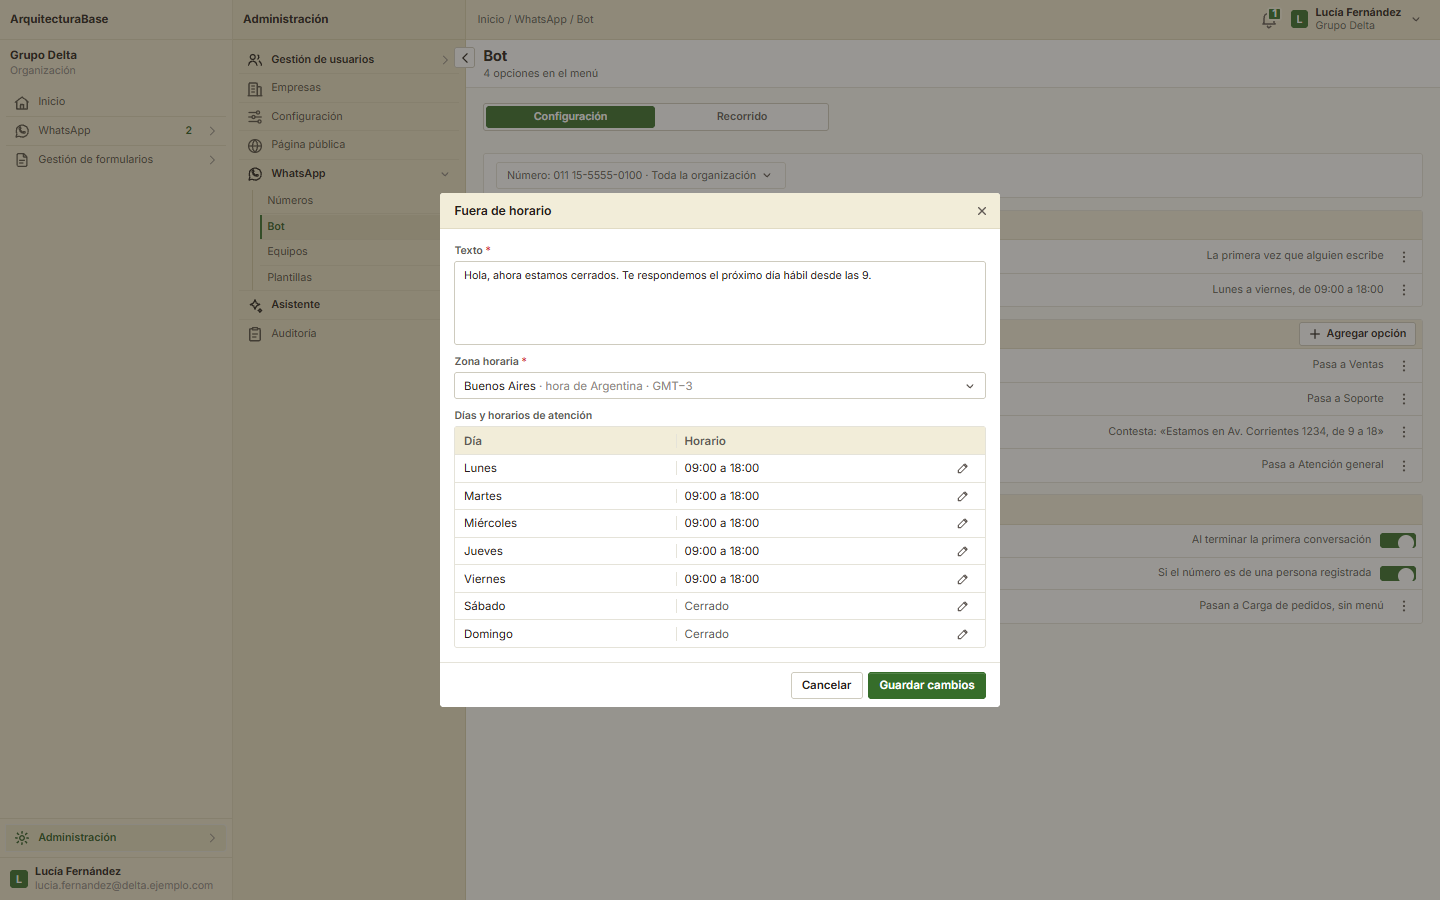 ArquitecturaBase
Grupo Delta
Organización
Inicio
WhatsApp 2
Gestión de formularios
Administración
L Lucía Fernández
lucia.fernandez@delta.ejemplo.com
Administración
Gestión de usuarios
Empresas
Configuración
Página pública
WhatsApp
Números
Bot
Equipos
Plantillas
Asistente
Auditoría
Inicio / WhatsApp / Bot
1
L Lucía Fernández
Grupo Delta
Bot
4 opciones en el menú
Configuración Recorrido
Número: 011 15-5555-0100 · Toda la organización
La primera vez que alguien escribe
Lunes a viernes, de 09:00 a 18:00
Agregar opción
Pasa a Ventas
Pasa a Soporte
Contesta: «Estamos en Av. Corrientes 1234, de 9 a 18»
Pasa a Atención general
Al terminar la primera conversación
Si el número es de una persona registrada
Pasan a Carga de pedidos, sin menú
Fuera de horario
Texto *
Hola, ahora estamos cerrados. Te respondemos el próximo día hábil desde las 9.
Zona horaria *
Buenos Aires · hora de Argentina · GMT−3
Días y horarios de atención
Día Horario
Lunes 09:00 a 18:00
Martes 09:00 a 18:00
Miércoles 09:00 a 18:00
Jueves 09:00 a 18:00
Viernes 09:00 a 18:00
Sábado Cerrado
Domingo Cerrado
Cancelar Guardar cambios